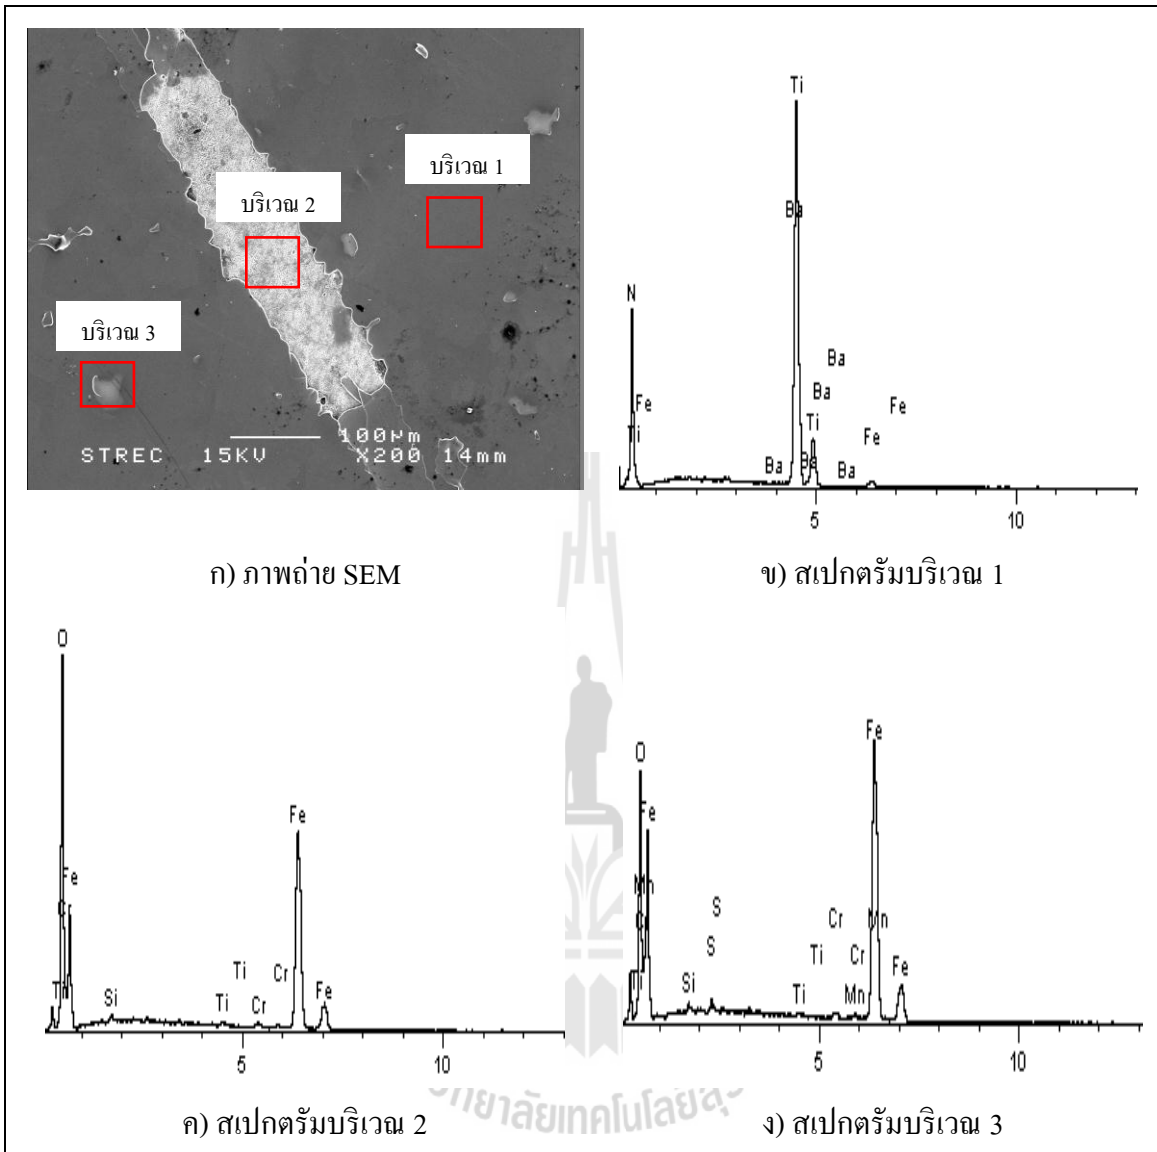 บริเวณ 1
บริเวณ 2
บริเวณ 3
100µm
STREC 15KV X200 14mm
ก) ภาพถ่าย SEM
Ti
Ba
N
Fe
Ti
Ba
Ba
Ti
Fe
Fe
Ba
Ba
Ba
5
10
ข) สเปกตรัมบริเวณ 1
O
Fe
Fe
Ti
Si
Ti
Ti
Cr
Cr
Fe
5
10
ค) สเปกตรัมบริเวณ 2
Fe
O
Fe
Mn
S
S
Cr
Mn
Ti
Cr
Fe
Si
Ti
Mn
5
10
ง) สเปกตรัมบริเวณ 3